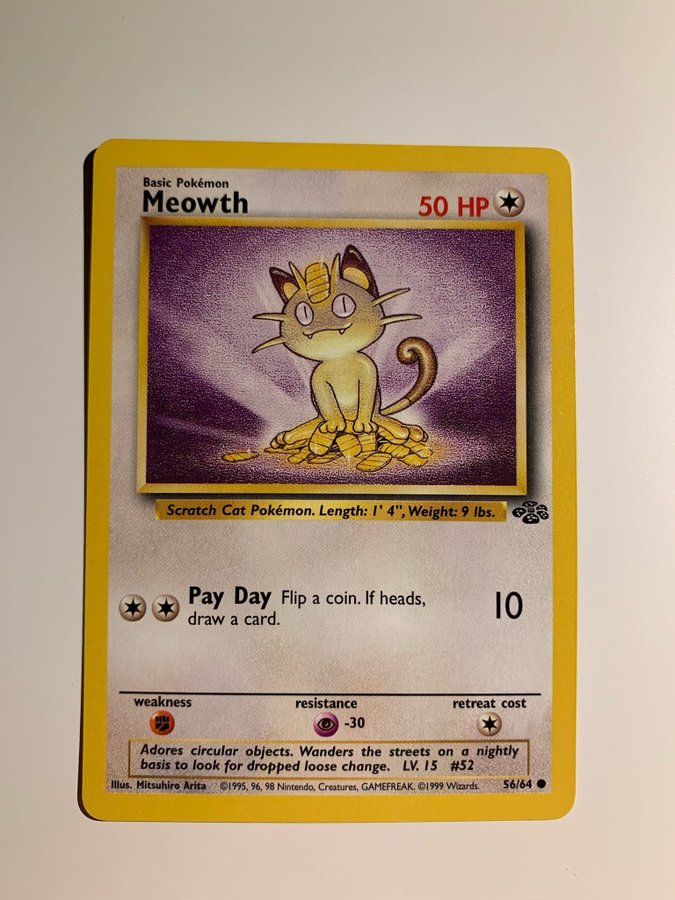 Basic Pokémon
Meowth 50 HP
Scratch Cat Pokémon. Length: 1' 4", Weight: 9 lbs.
Pay Day Flip a coin. If heads, 10
draw a card.
weakness resistance retreat cost
-30
Adores circular objects. Wanders the streets on a nightly
basis to look for dropped loose change. LV. 15 #52
Illus. Mitsuhiro Arita ©1995, 96, 98 Nintendo, Creatures, GAMEFREAK. ©1999 Wizards. 56/64